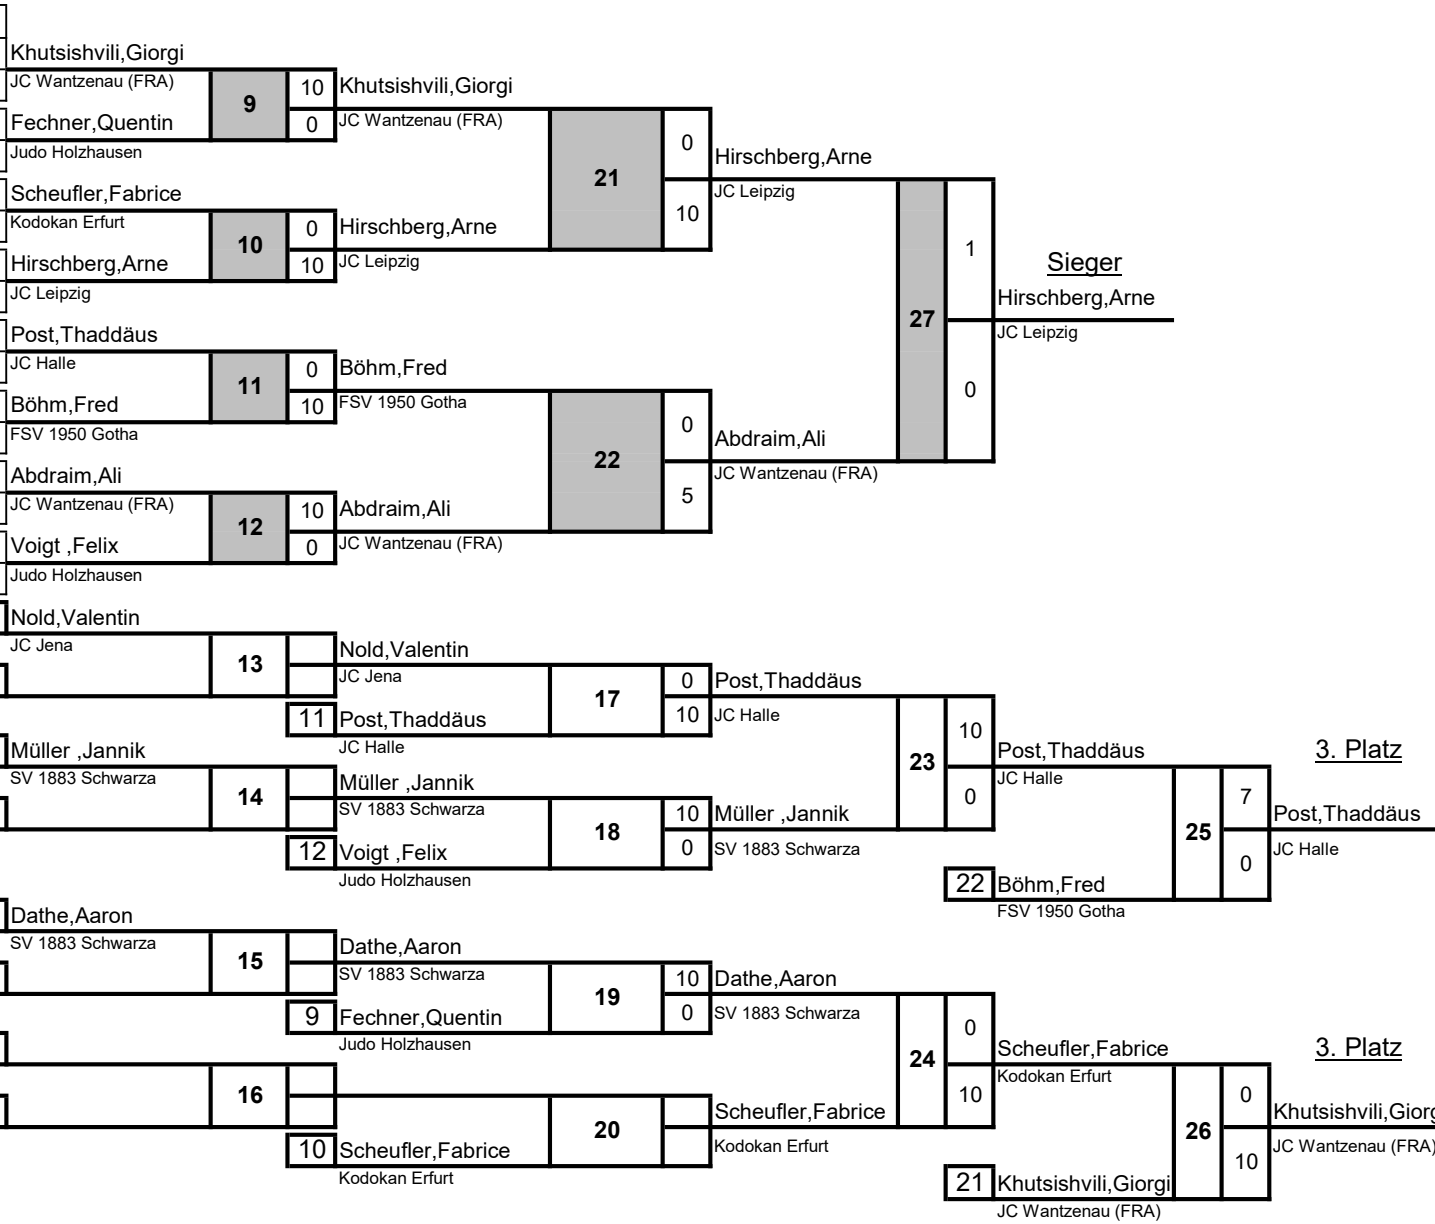 Khutsishvili,Giorgi
JC Wantzenau (FRA)
9
10
0
Khutsishvili,Giorgi
JC Wantzenau (FRA)
Fechner,Quentin
Judo Holzhausen
21
0
10
Hirschberg,Arne
JC Leipzig
Scheufler,Fabrice
Kodokan Erfurt
10
0
10
Hirschberg,Arne
JC Leipzig
Hirschberg,Arne
JC Leipzig
27
1
0
Sieger
Hirschberg,Arne
JC Leipzig
Post,Thaddäus
JC Halle
11
0
10
Böhm,Fred
FSV 1950 Gotha
Böhm,Fred
FSV 1950 Gotha
22
0
5
Abdraim,Ali
JC Wantzenau (FRA)
Abdraim,Ali
JC Wantzenau (FRA)
12
10
0
Abdraim,Ali
JC Wantzenau (FRA)
Voigt ,Felix
Judo Holzhausen
Nold,Valentin
JC Jena
13
Nold,Valentin
JC Jena
17
0
10
Post,Thaddäus
JC Halle
11
Post,Thaddäus
JC Halle
23
10
0
Post,Thaddäus
JC Halle
3. Platz
Müller ,Jannik
SV 1883 Schwarza
14
Müller ,Jannik
SV 1883 Schwarza
18
10
0
Müller ,Jannik
SV 1883 Schwarza
25
7
0
Post,Thaddäus
JC Halle
12
Voigt ,Felix
Judo Holzhausen
22
Böhm,Fred
FSV 1950 Gotha
Dathe,Aaron
SV 1883 Schwarza
15
Dathe,Aaron
SV 1883 Schwarza
19
10
0
Dathe,Aaron
SV 1883 Schwarza
9
Fechner,Quentin
Judo Holzhausen
24
0
10
Scheufler,Fabrice
Kodokan Erfurt
3. Platz
16
20
Scheufler,Fabrice
Kodokan Erfurt
26
0
10
Khutsishvili,Giorg
JC Wantzenau (FRA)
10
Scheufler,Fabrice
Kodokan Erfurt
21
Khutsishvili,Giorgi
JC Wantzenau (FRA)